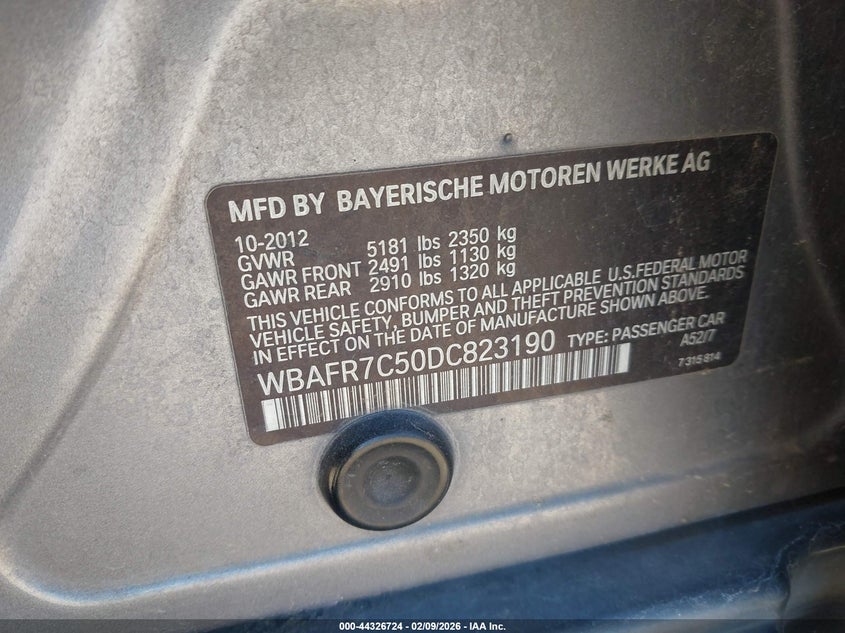 MFD BY BAYERISCHE MOTOREN WERKE AG
10-2012
GVWR 5181 lbs 2350 kg
GAWR FRONT 2491 lbs 1130 kg
GAWR REAR 2910 lbs 1320 kg
THIS VEHICLE CONFORMS TO ALL APPLICABLE U.S.FEDERAL MOTOR
VEHICLE SAFETY, BUMPER AND THEFT PREVENTION STANDARDS
IN EFFECT ON THE DATE OF MANUFACTURE SHOWN ABOVE.
WBAFR7C50DC823190 TYPE: PASSENGER CAR
A52/7
7 315 814
000-44326724 - 02/09/2026 - IAA Inc.